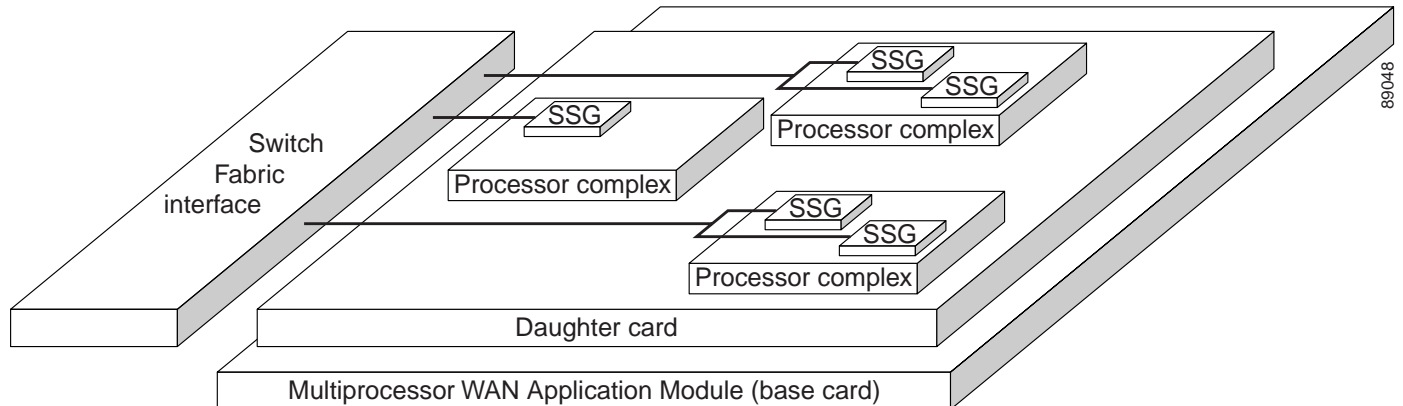 SSG
SSG
Processor complex
SSG
Processor complex
Switch
Fabric
interface
SSG
SSG
Processor complex
Daughter card
Multiprocessor WAN Application Module (base card)
89048